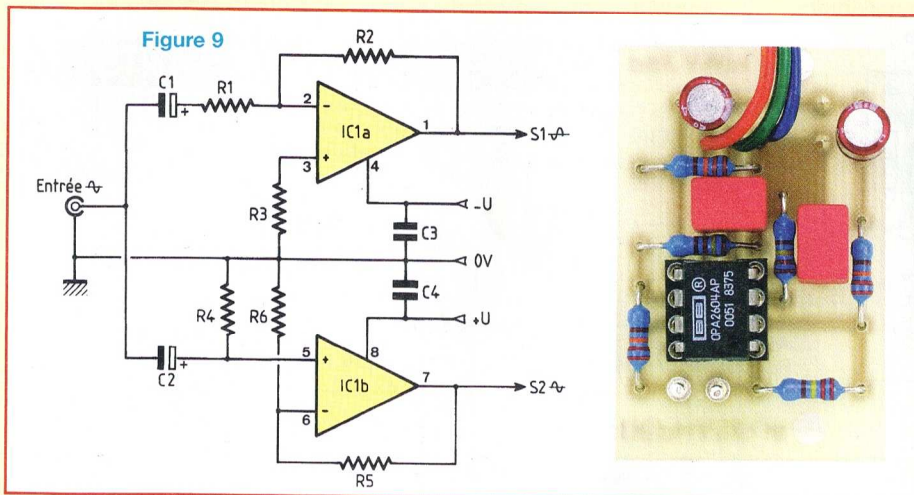 Figure 9
R2
C1
R1
2
-
IC1a
1
S1
+
3
4
Entrée
R3
-U
C3
0V
C4
R4
R6
+U
C2
5
8
+
IC1b
7
S2
-
6
R5
BB ®
OPA2604AP
0051 8375